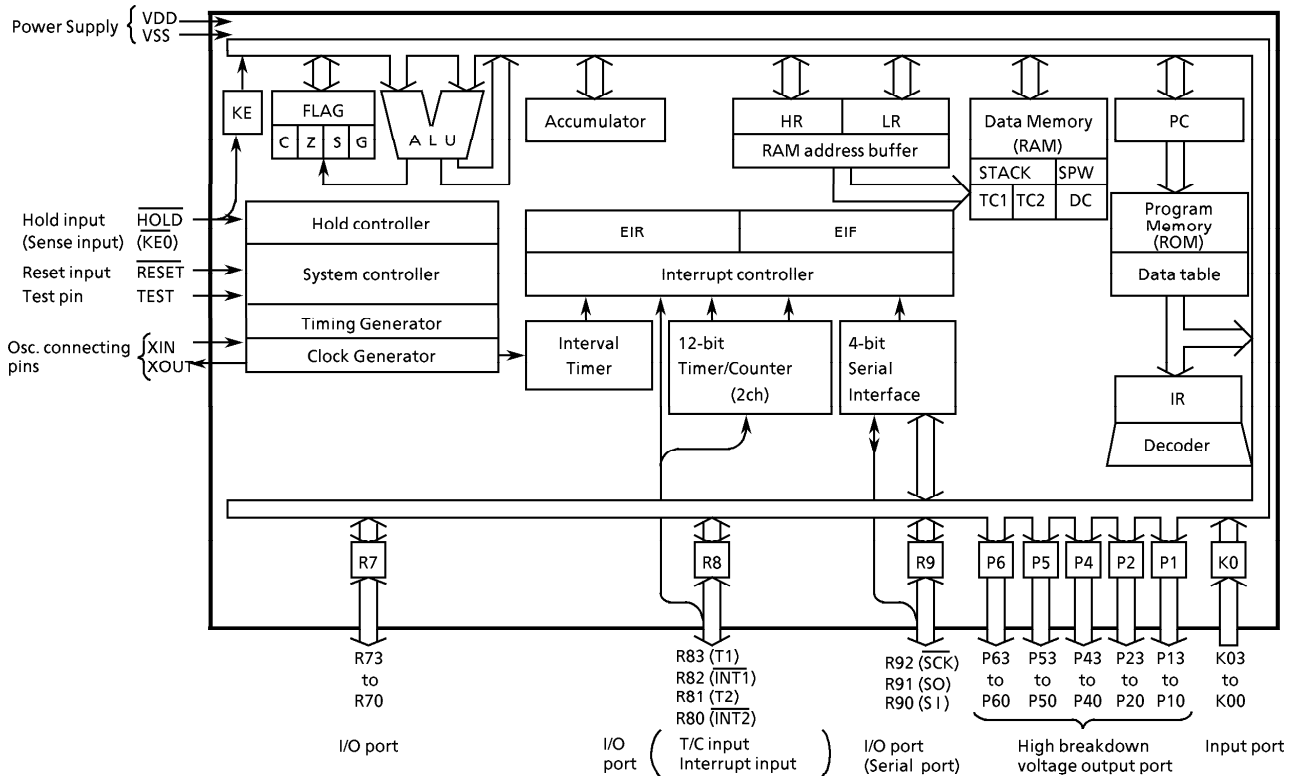 Power Supply { VDD
VSS
KE
FLAG
C Z S G
ALU
Accumulator
HR LR
RAM address buffer
Data Memory
(RAM)
STACK SPW
TC1 TC2 DC
PC
Program
Memory
(ROM)
Data table
Hold input H̅O̅L̅D̅
(Sense input) (K̅E̅0̅)
Reset input R̅E̅S̅E̅T̅
Test pin TEST
Osc. connecting
pins { XIN
XOUT
Hold controller
System controller
Timing Generator
Clock Generator
EIR EIF
Interrupt controller
Interval
Timer
12-bit
Timer/Counter
(2ch)
4-bit
Serial
Interface
IR
Decoder
R7 R8 R9 P6 P5 P4 P2 P1 K0
R73
to
R70
I/O port
R83 (T1)
R82 (I̅N̅T̅1̅)
R81 (T2)
R80 (I̅N̅T̅2̅)
I/O
port
( T/C input
Interrupt input )
R92 (S̅C̅K̅)
R91 (SO)
R90 (SI)
I/O port
(Serial port)
P63 P53 P43 P23 P13
to to to to to
P60 P50 P40 P20 P10
High breakdown
voltage output port
K03
to
K00
Input port